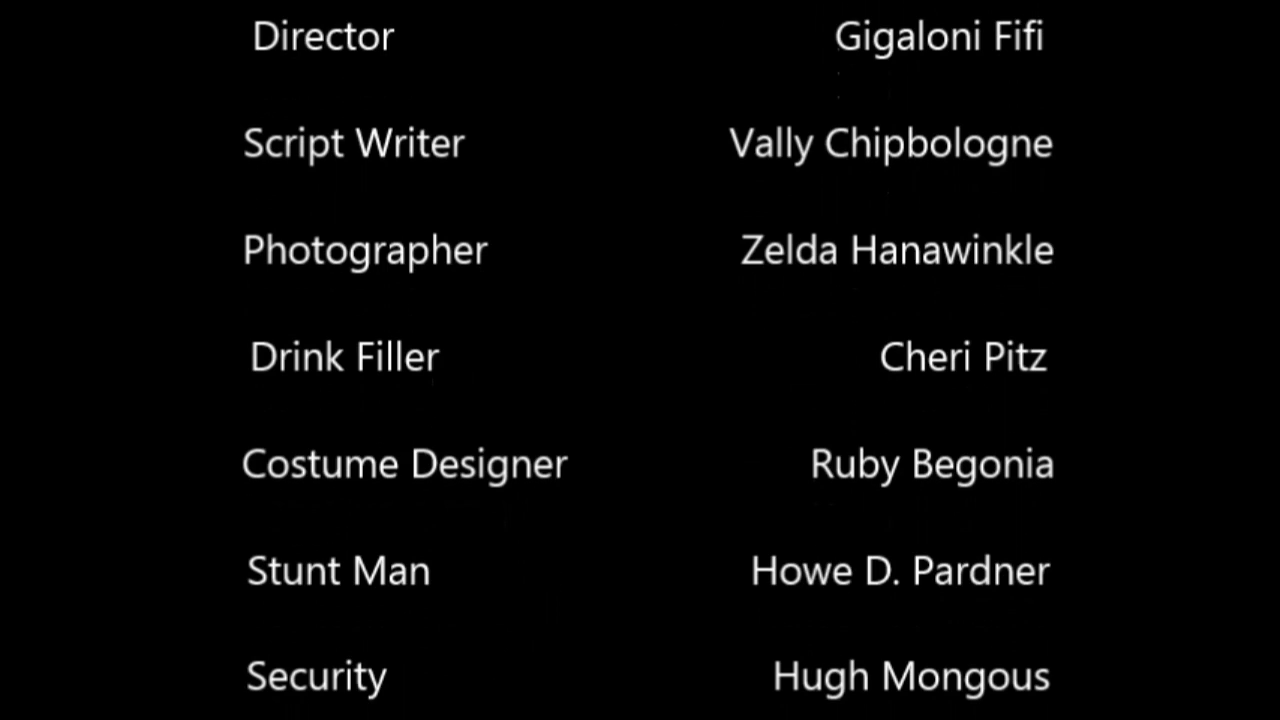 Director Gigaloni Fifi
Script Writer Vally Chipbologne
Photographer Zelda Hanawinkle
Drink Filler Cheri Pitz
Costume Designer Ruby Begonia
Stunt Man Howe D. Pardner
Security Hugh Mongous